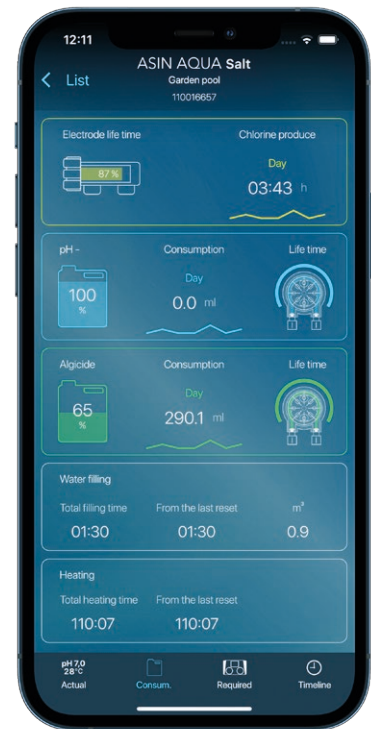 12:11
ASIN AQUA Salt
List
Garden pool
110016657
Electrode life time
Chlorine produce
87 %
Day
03:43 h
pH -
Consumption
Life time
100
%
Day
0.0 ml
Algicide
Consumption
Life time
65
%
Day
290.1 ml
Water filling
Total filling time
From the last reset
m³
01:30
01:30
0.9
Heating
Total heating time
From the last reset
110:07
110:07
pH 7,0
28°C
Actual
Consum.
Required
Timeline